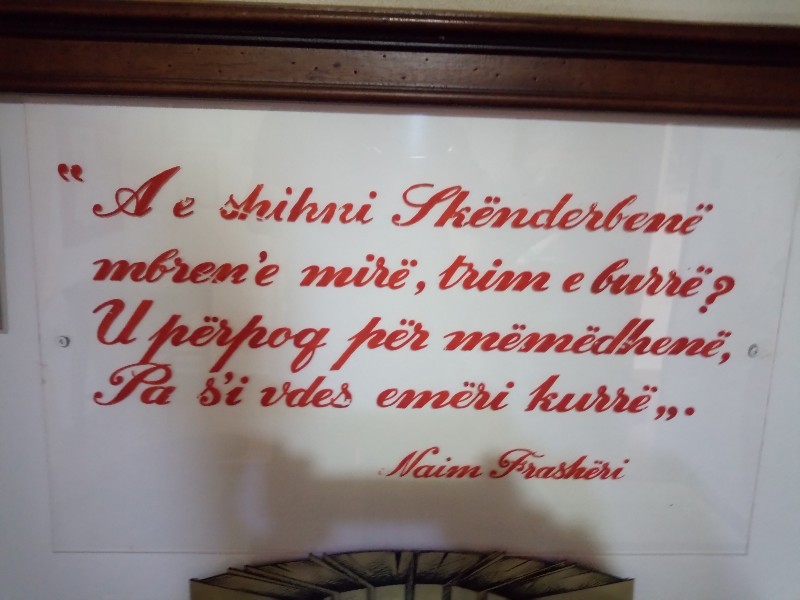 “A e shihni Skënderbenë
mbren'e mirë, trim e burrë?
U përpoq për mëmëdhenë,
Pa s'i vdes emëri kurrë„.
Naim Frashëri